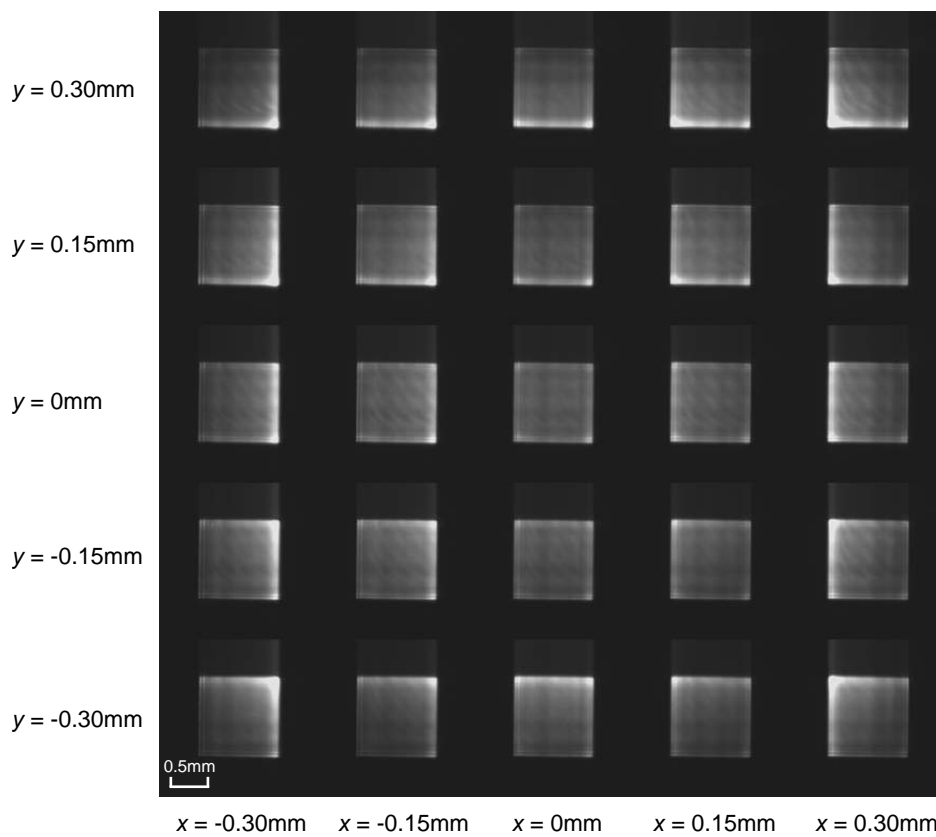 y = 0.30mm
y = 0.15mm
y = 0mm
y = -0.15mm
y = -0.30mm
0.5mm
x = -0.30mm x = -0.15mm x = 0mm x = 0.15mm x = 0.30mm